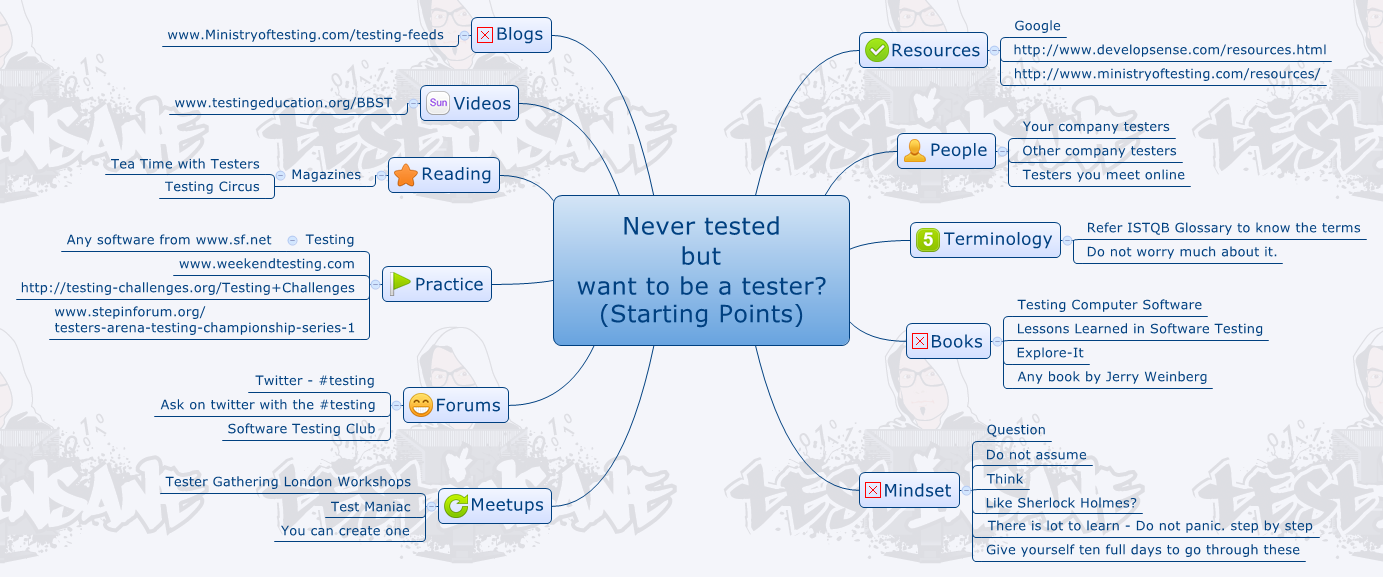 Never tested
but
want to be a tester?
(Starting Points)
Blogs
www.Ministryoftesting.com/testing-feeds
Sun
Videos
www.testingeducation.org/BBST
Reading
Magazines
Tea Time with Testers
Testing Circus
Practice
Testing
Any software from www.sf.net
www.weekendtesting.com
http://testing-challenges.org/Testing+Challenges
www.stepinforum.org/
testers-arena-testing-championship-series-1
Forums
Twitter - #testing
Ask on twitter with the #testing
Software Testing Club
Meetups
Tester Gathering London Workshops
Test Maniac
You can create one
Resources
Google
http://www.developsense.com/resources.html
http://www.ministryoftesting.com/resources/
People
Your company testers
Other company testers
Testers you meet online
5
Terminology
Refer ISTQB Glossary to know the terms
Do not worry much about it.
Books
Testing Computer Software
Lessons Learned in Software Testing
Explore-It
Any book by Jerry Weinberg
Mindset
Question
Do not assume
Think
Like Sherlock Holmes?
There is lot to learn - Do not panic. step by step
Give yourself ten full days to go through these